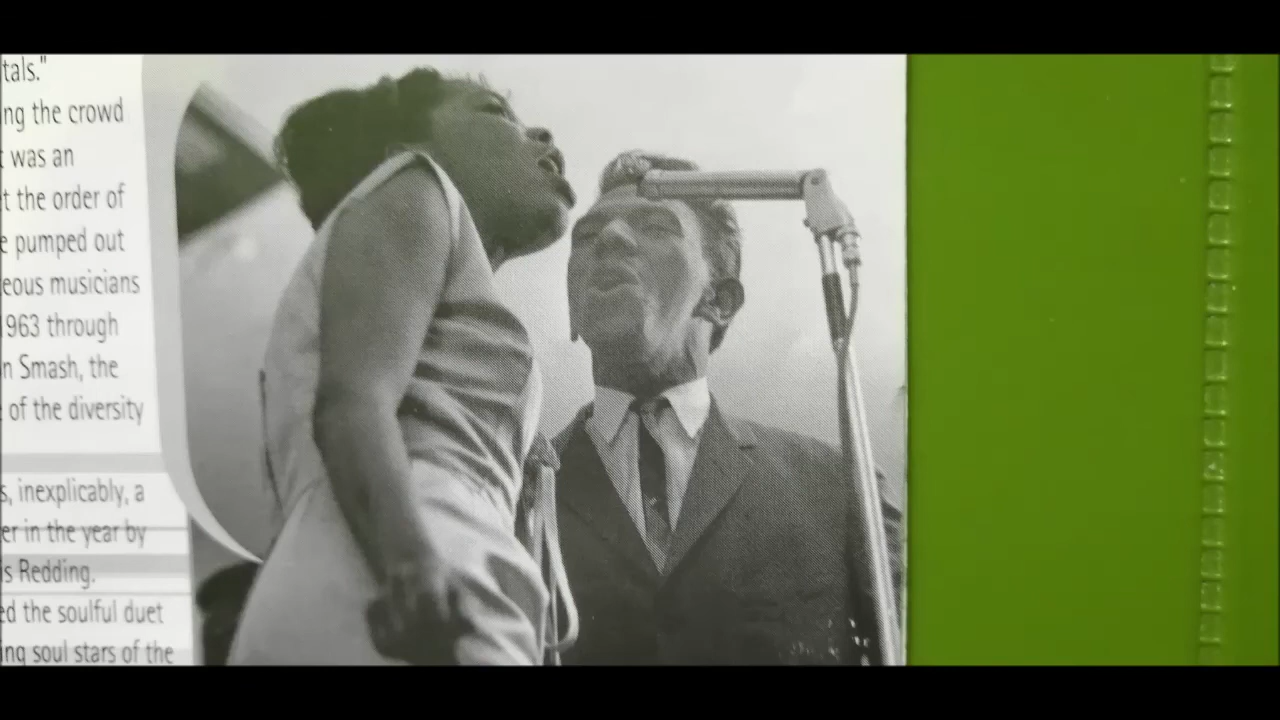 tals."
ng the crowd
t was an
t the order of
e pumped out
eous musicians
963 through
n Smash, the
of the diversity
s, inexplicably, a
er in the year by
is Redding.
ed the soulful duet
ing soul stars of the